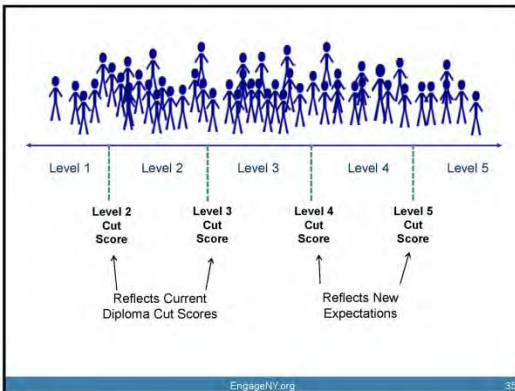 Level 1
Level 2
Level 3
Level 4
Level 5
Level 2
Cut
Score
Level 3
Cut
Score
Level 4
Cut
Score
Level 5
Cut
Score
Reflects Current
Diploma Cut Scores
Reflects New
Expectations
EngageNY.org
35